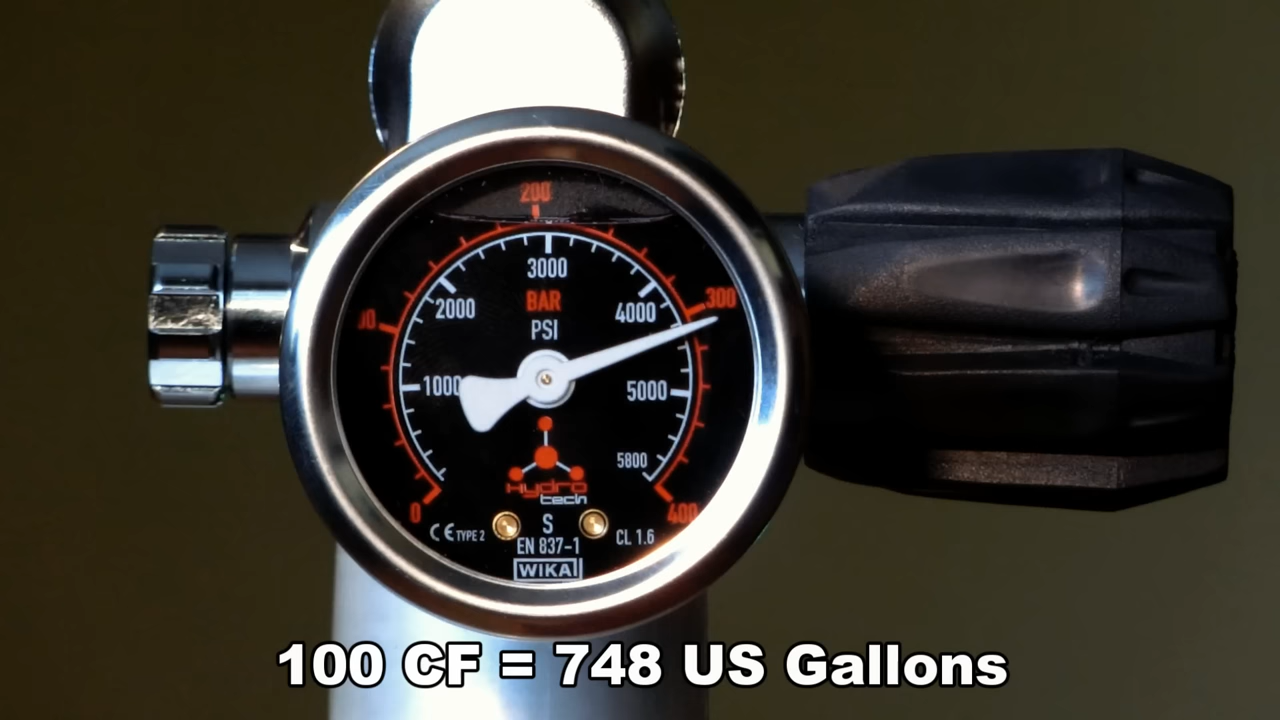 200
3000
BAR
PSI
2000
4000
300
1000
5000
5800
0
400
Hydro
tech
CE TYPE 2
S
CL 1.6
EN 837-1
WIKA
100 CF = 748 US Gallons